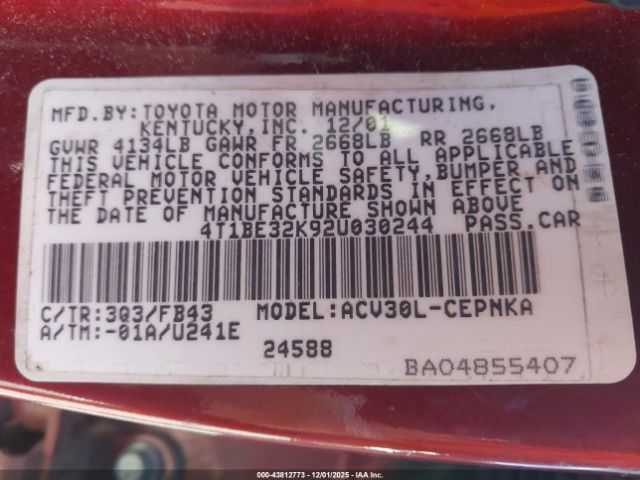 MFD.BY:TOYOTA MOTOR MANUFACTURING,
KENTUCKY,INC. 12/01
GVWR 4134LB GAWR FR 2668LB RR 2668LB
THIS VEHICLE CONFORMS TO ALL APPLICABLE
FEDERAL MOTOR VEHICLE SAFETY,BUMPER AND
THEFT PREVENTION STANDARDS IN EFFECT ON
THE DATE OF MANUFACTURE SHOWN ABOVE.
4T1BE32K92U030244 PASS.CAR
C/TR:3Q3/FB43 MODEL:ACV30L-CEPNKA
A/TM:-01A/U241E
24588
BA04855407
000-43812773 - 12/01/2025 - IAA Inc.